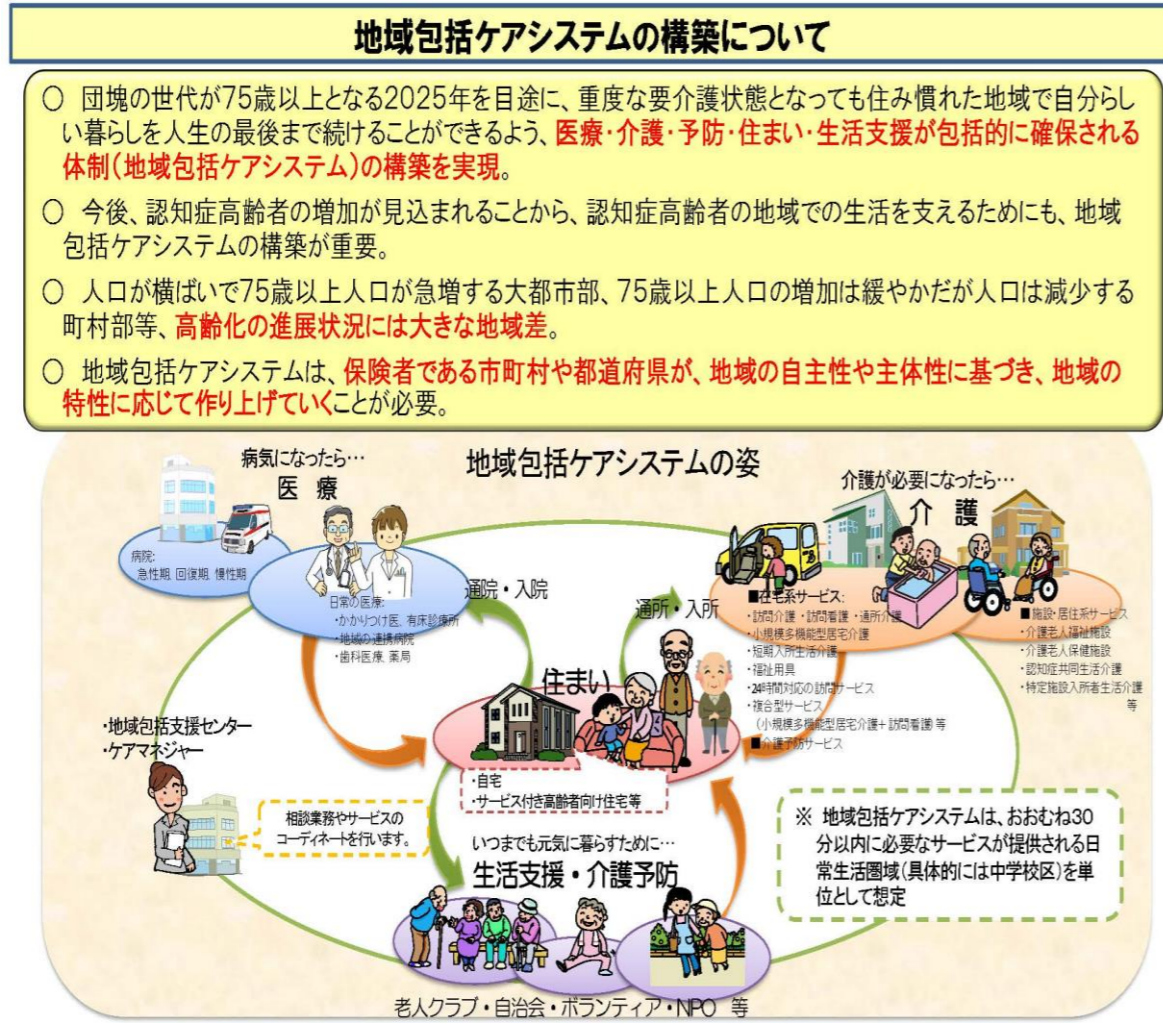 地域包括ケアシステムの構築について
○ 団塊の世代が75歳以上となる2025年を目途に、重度な要介護状態となっても住み慣れた地域で自分らし
い暮らしを人生の最後まで続けることができるよう、医療・介護・予防・住まい・生活支援が包括的に確保される
体制(地域包括ケアシステム)の構築を実現。
○ 今後、認知症高齢者の増加が見込まれることから、認知症高齢者の地域での生活を支えるためにも、地域
包括ケアシステムの構築が重要。
○ 人口が横ばいで75歳以上人口が急増する大都市部、75歳以上人口の増加は緩やかだが人口は減少する
町村部等、高齢化の進展状況には大きな地域差。
○ 地域包括ケアシステムは、保険者である市町村や都道府県が、地域の自主性や主体性に基づき、地域の
特性に応じて作り上げていくことが必要。
地域包括ケアシステムの姿
病気になったら…
医 療
病院:
急性期、回復期、慢性期
日常の医療:
・かかりつけ医、有床診療所
・地域の連携病院
・歯科医療、薬局
通院・入院
通所・入所
介護が必要になったら…
介 護
■在宅系サービス:
・訪問介護 ・訪問看護 ・通所介護
・小規模多機能型居宅介護
・短期入所生活介護
・福祉用具
・24時間対応の訪問サービス
・複合型サービス
(小規模多機能型居宅介護+訪問看護) 等
■介護予防サービス
■施設・居住系サービス
・介護老人福祉施設
・介護老人保健施設
・認知症共同生活介護
・特定施設入所者生活介護
等
住まい
・自宅
・サービス付き高齢者向け住宅等
・地域包括支援センター
・ケアマネジャー
相談業務やサービスの
コーディネートを行います。
いつまでも元気に暮らすために…
生活支援・介護予防
老人クラブ・自治会・ボランティア・NPO 等
※ 地域包括ケアシステムは、おおむね30
分以内に必要なサービスが提供される日
常生活圏域(具体的には中学校区)を単
位として想定